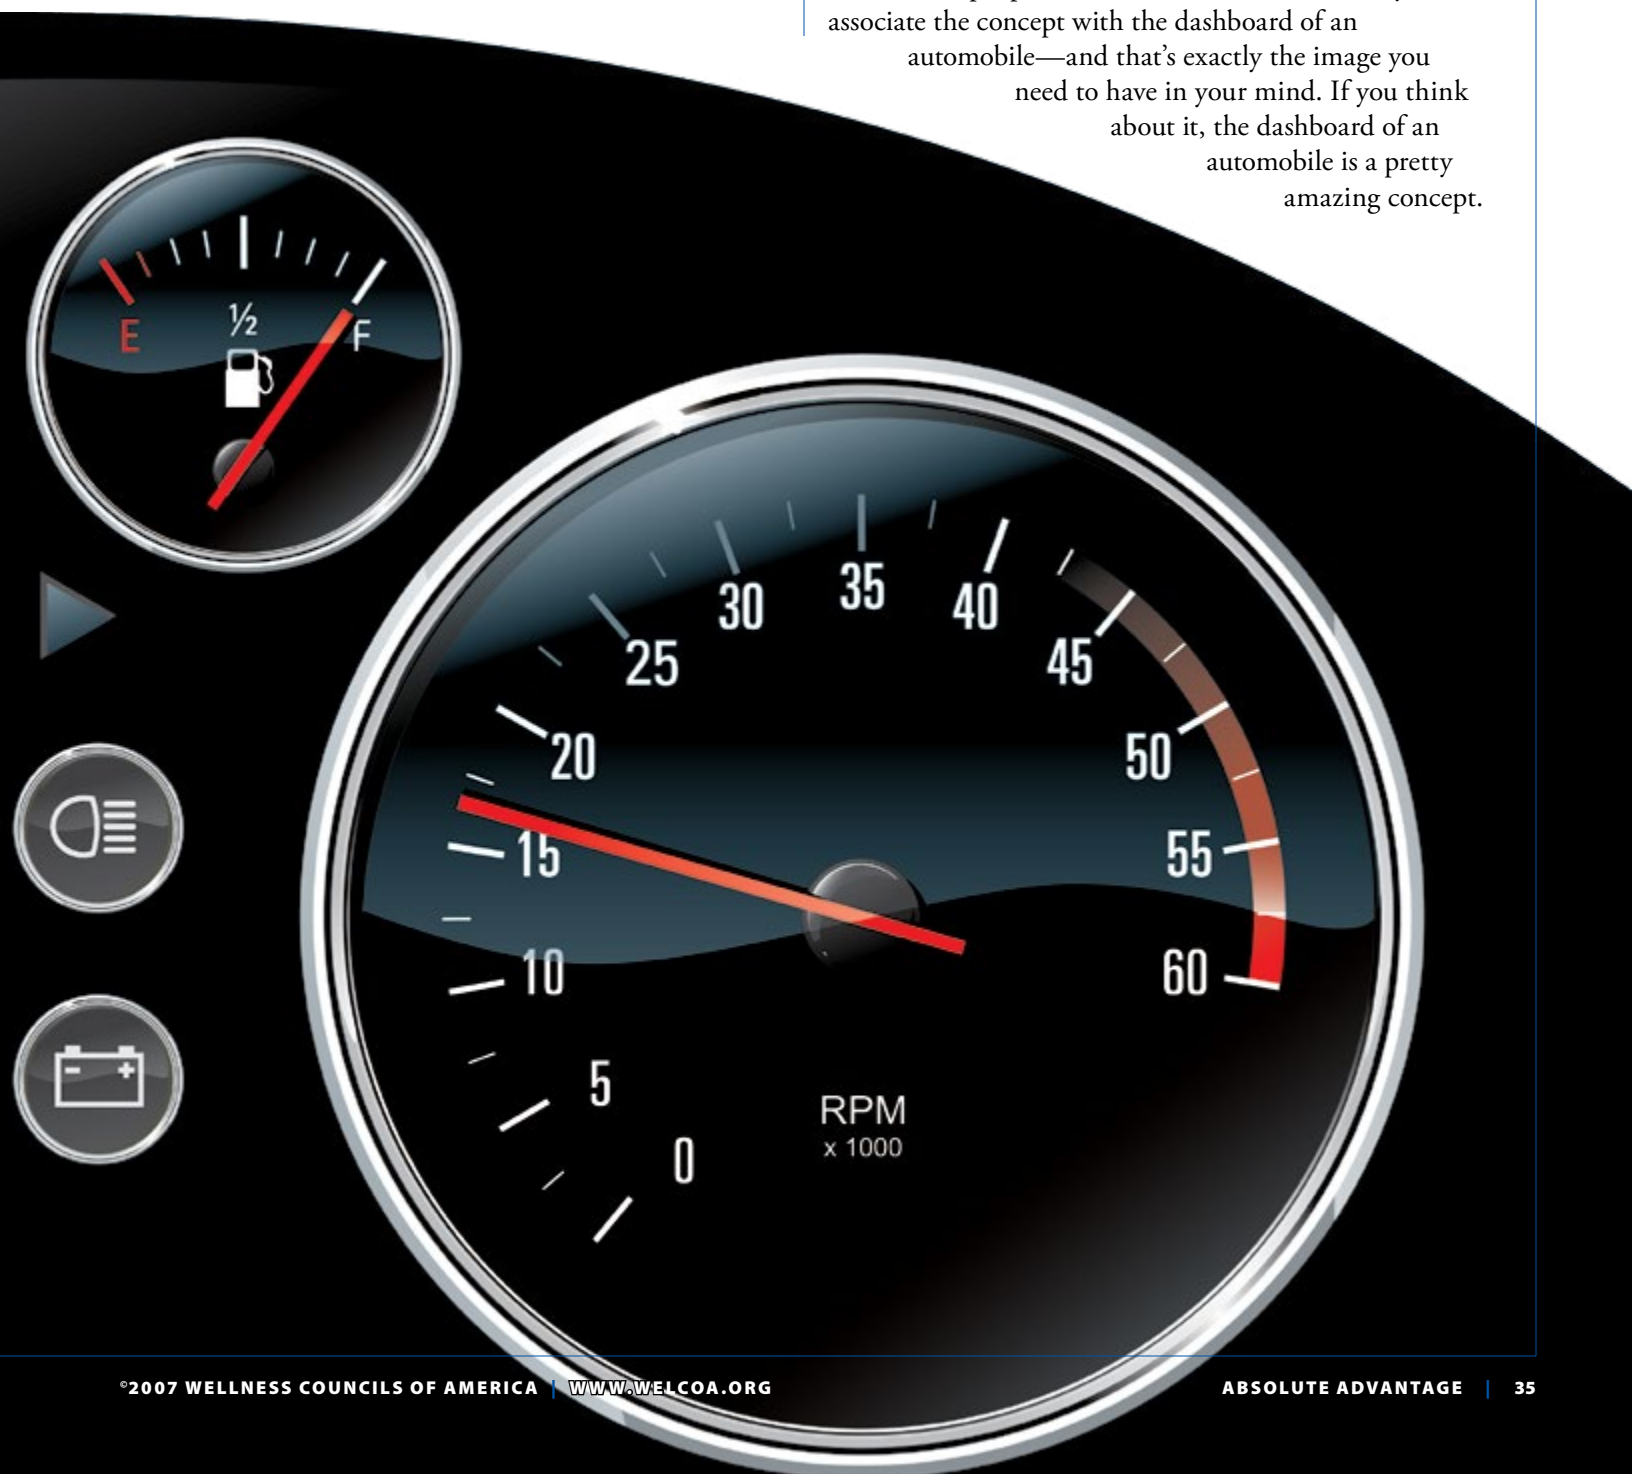 associate the concept with the dashboard of an
automobile—and that’s exactly the image you
need to have in your mind. If you think
about it, the dashboard of an
automobile is a pretty
amazing concept.
E
½
F
0
5
10
15
20
25
30
35
40
45
50
55
60
RPM
x 1000
©2007 WELLNESS COUNCILS OF AMERICA | WWW.WELCOA.ORG
ABSOLUTE ADVANTAGE | 35